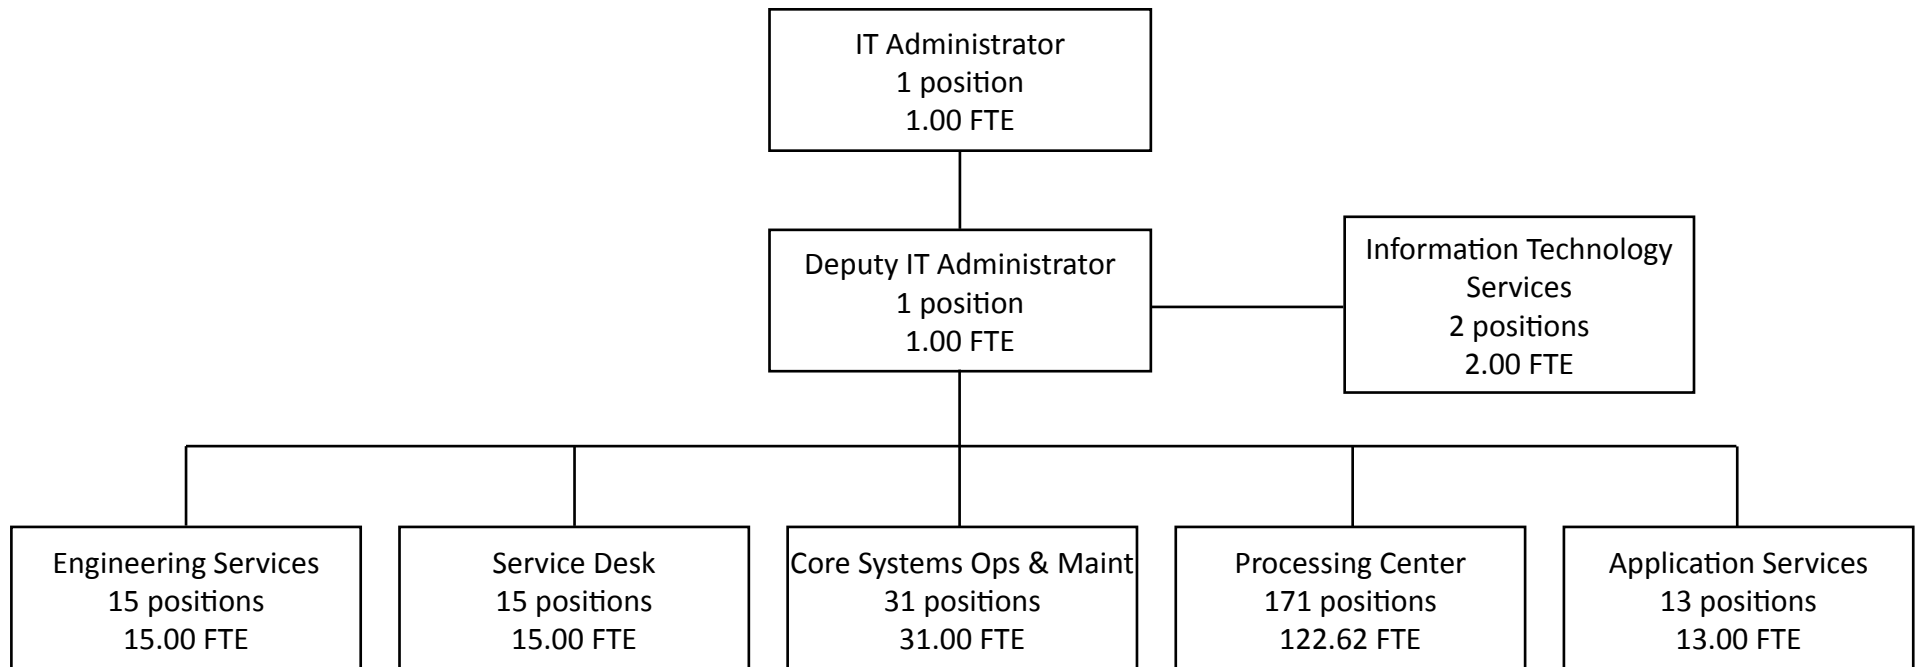 IT Administrator
1 position
1.00 FTE
Deputy IT Administrator
1 position
1.00 FTE
Information Technology
Services
2 positions
2.00 FTE
Engineering Services
15 positions
15.00 FTE
Service Desk
15 positions
15.00 FTE
Core Systems Ops & Maint
31 positions
31.00 FTE
Processing Center
171 positions
122.62 FTE
Application Services
13 positions
13.00 FTE